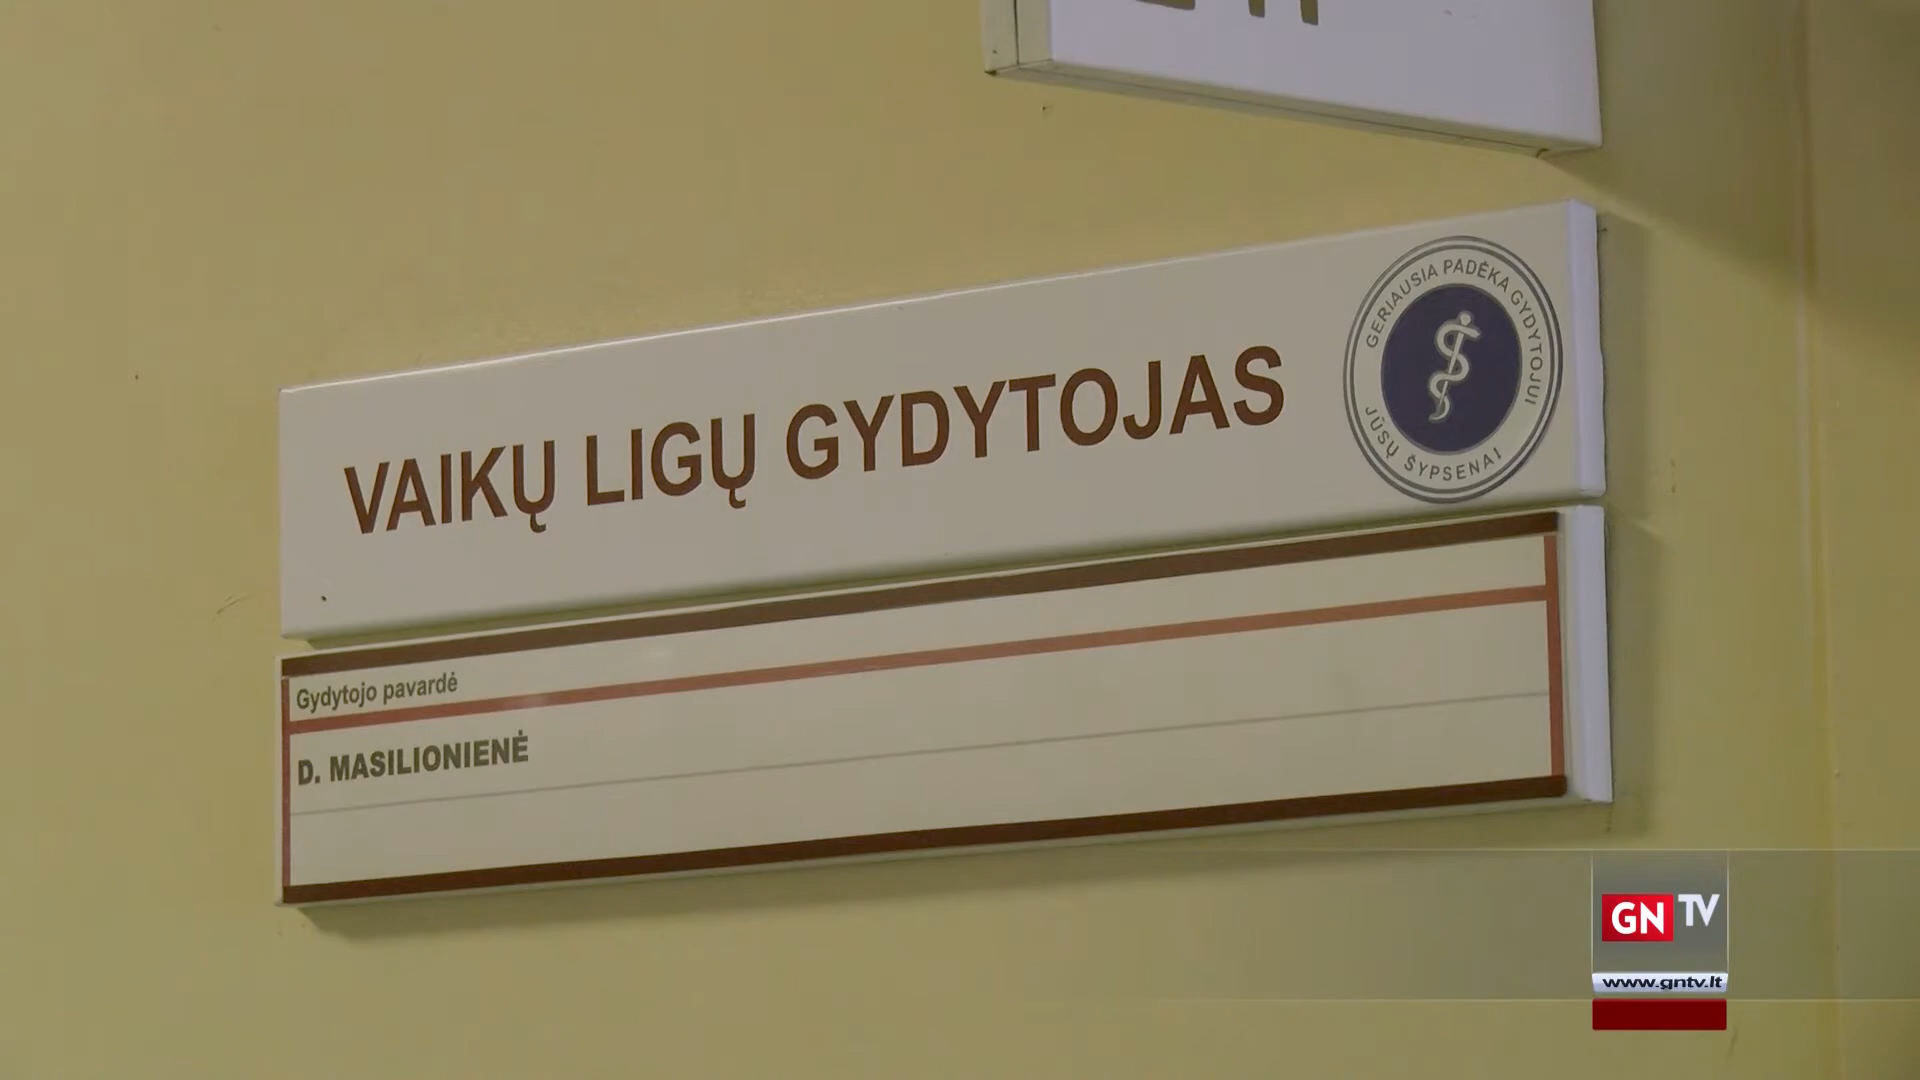 VAIKŲ LIGŲ GYDYTOJAS
GERIAUSIA PADĖKA GYDYTOJUI
JŪSŲ ŠYPSENAI
Gydytojo pavardė
D. MASILIONIENĖ
GN TV
www.gntv.lt